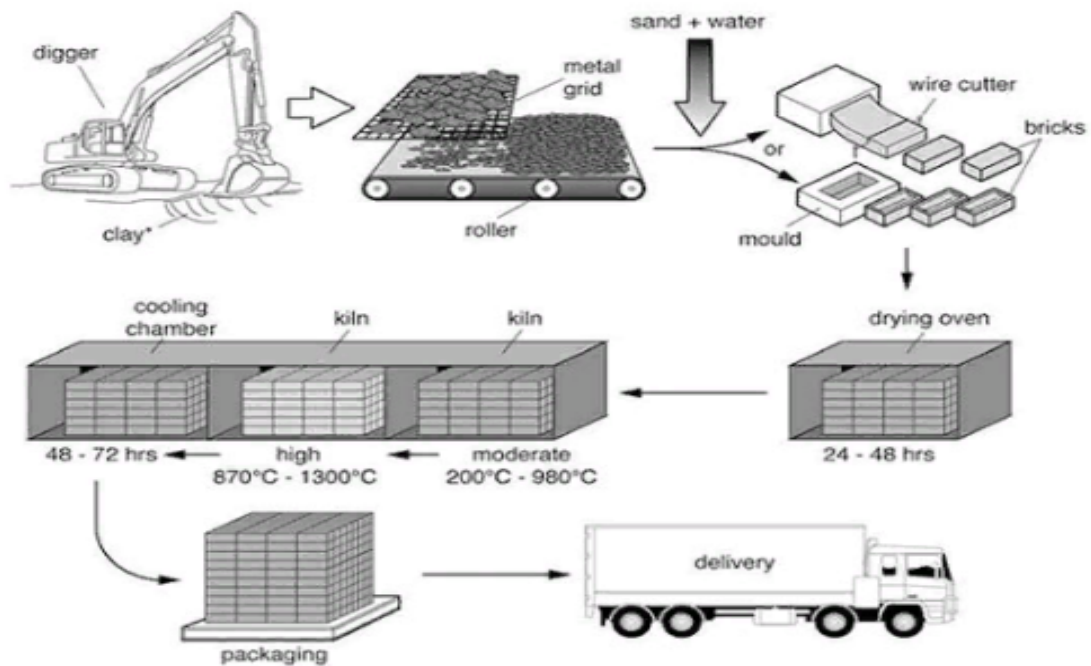 digger
clay*
metal
grid
roller
sand + water
or
wire cutter
bricks
mould
drying oven
24 - 48 hrs
kiln
moderate
200°C - 980°C
kiln
high
870°C - 1300°C
cooling
chamber
48 - 72 hrs
packaging
delivery